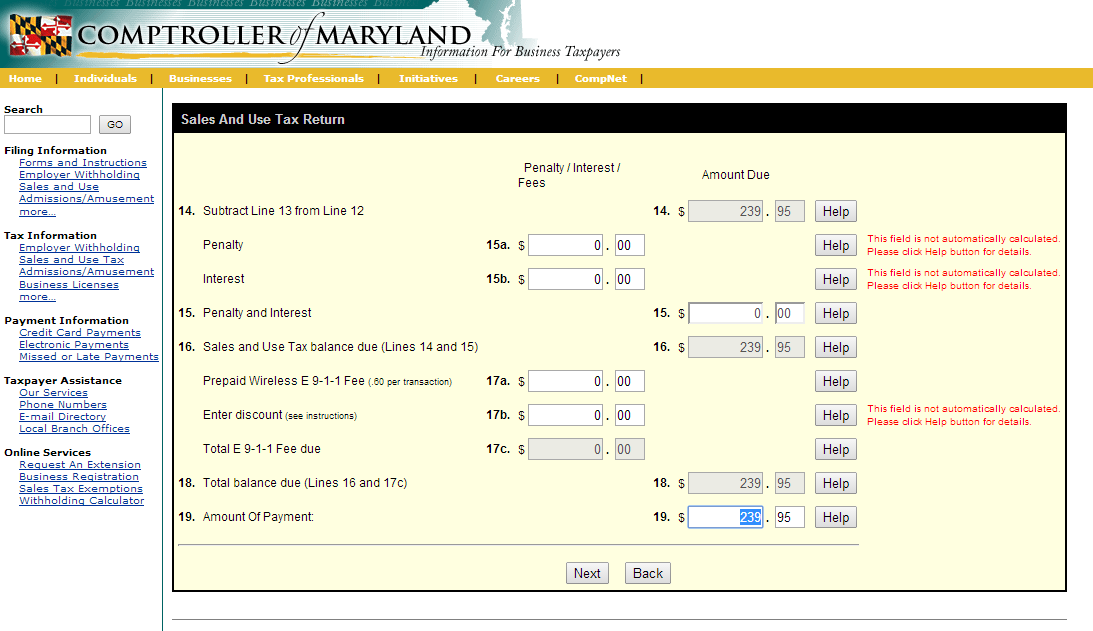 Businesses Businesses Businesses Businesses Businesses
COMPTROLLER of MARYLAND
Information For Business Taxpayers
Home | Individuals | Businesses | Tax Professionals | Initiatives | Careers | CompNet |
Search
GO
Filing Information
Forms and Instructions
Employer Withholding
Sales and Use
Admissions/Amusement
more...
Tax Information
Employer Withholding
Sales and Use Tax
Admissions/Amusement
Business Licenses
more...
Payment Information
Credit Card Payments
Electronic Payments
Missed or Late Payments
Taxpayer Assistance
Our Services
Phone Numbers
E-mail Directory
Local Branch Offices
Online Services
Request An Extension
Business Registration
Sales Tax Exemptions
Withholding Calculator
Sales And Use Tax Return
Penalty / Interest /
Fees
Amount Due
14. Subtract Line 13 from Line 12 14. $ 239 . 95 Help
Penalty 15a. $ 0 . 00 Help
This field is not automatically calculated.
Please click Help button for details.
Interest 15b. $ 0 . 00 Help
This field is not automatically calculated.
Please click Help button for details.
15. Penalty and Interest 15. $ 0 . 00 Help
16. Sales and Use Tax balance due (Lines 14 and 15) 16. $ 239 . 95 Help
Prepaid Wireless E 9-1-1 Fee (.60 per transaction) 17a. $ 0 . 00 Help
Enter discount (see instructions) 17b. $ 0 . 00 Help
This field is not automatically calculated.
Please click Help button for details.
Total E 9-1-1 Fee due 17c. $ 0 . 00 Help
18. Total balance due (Lines 16 and 17c) 18. $ 239 . 95 Help
19. Amount Of Payment: 19. $ 239 . 95 Help
Next Back